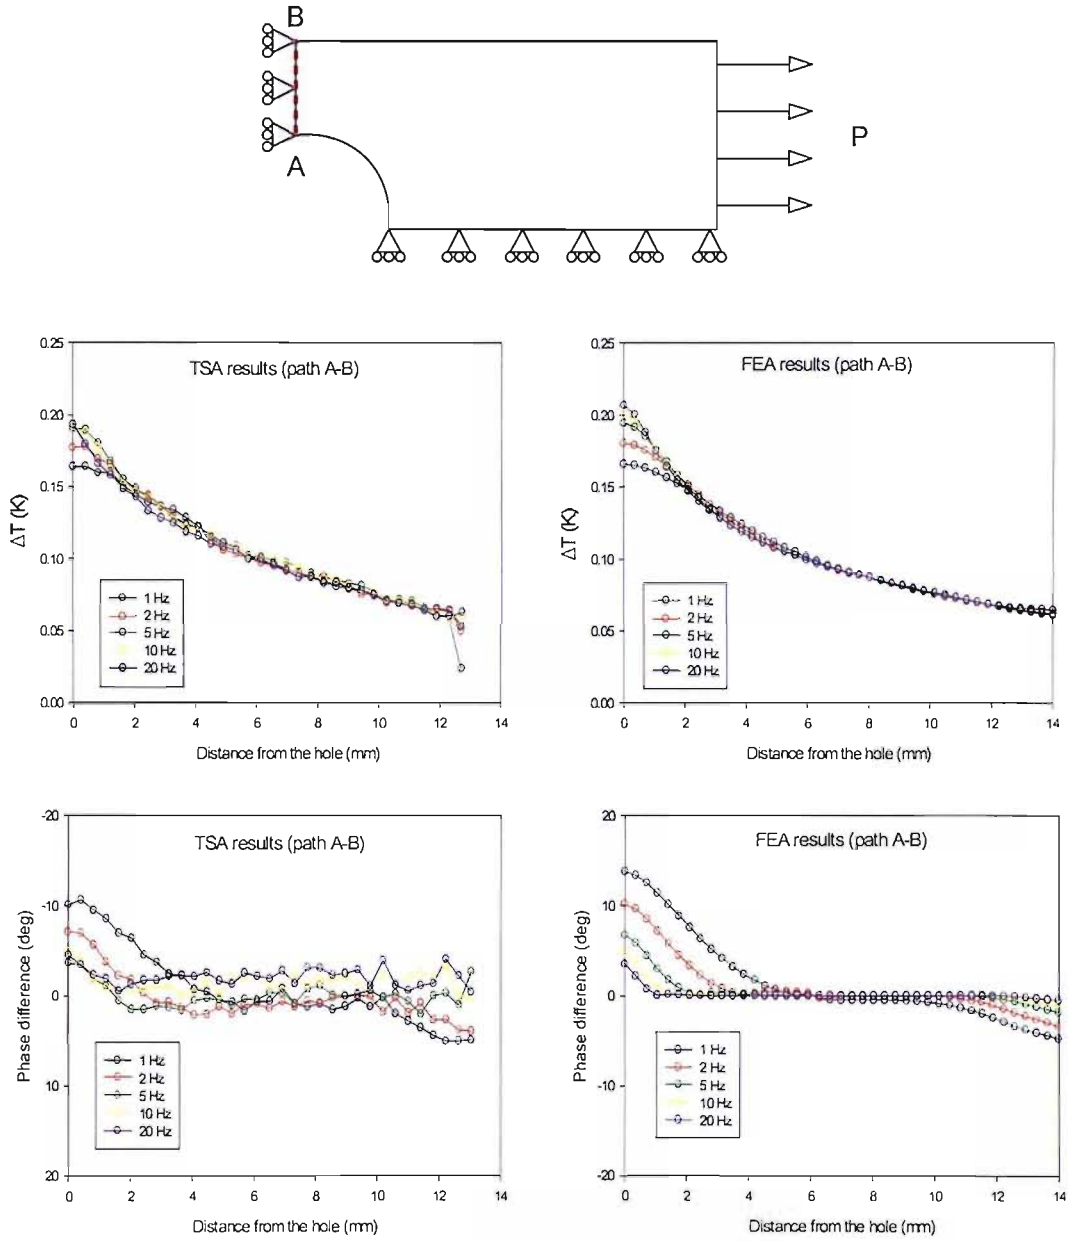 B
A
P
TSA results (path A-B)
0.25
0.20
0.15
0.10
0.05
0.00
ΔT (K)
1 Hz
2 Hz
5 Hz
10 Hz
20 Hz
0 2 4 6 8 10 12 14
Distance from the hole (mm)
FEA results (path A-B)
0.25
0.20
0.15
0.10
0.05
0.00
ΔT (K)
1 Hz
2 Hz
5 Hz
10 Hz
20 Hz
0 2 4 6 8 10 12 14
Distance from the hole (mm)
TSA results (path A-B)
-20
-10
0
10
20
Phase difference (deg)
1 Hz
2 Hz
5 Hz
10 Hz
20 Hz
0 2 4 6 8 10 12 14
Distance from the hole (mm)
FEA results (path A-B)
20
10
0
-10
-20
Phase difference (deg)
1 Hz
2 Hz
5 Hz
10 Hz
20 Hz
0 2 4 6 8 10 12 14
Distance from the hole (mm)